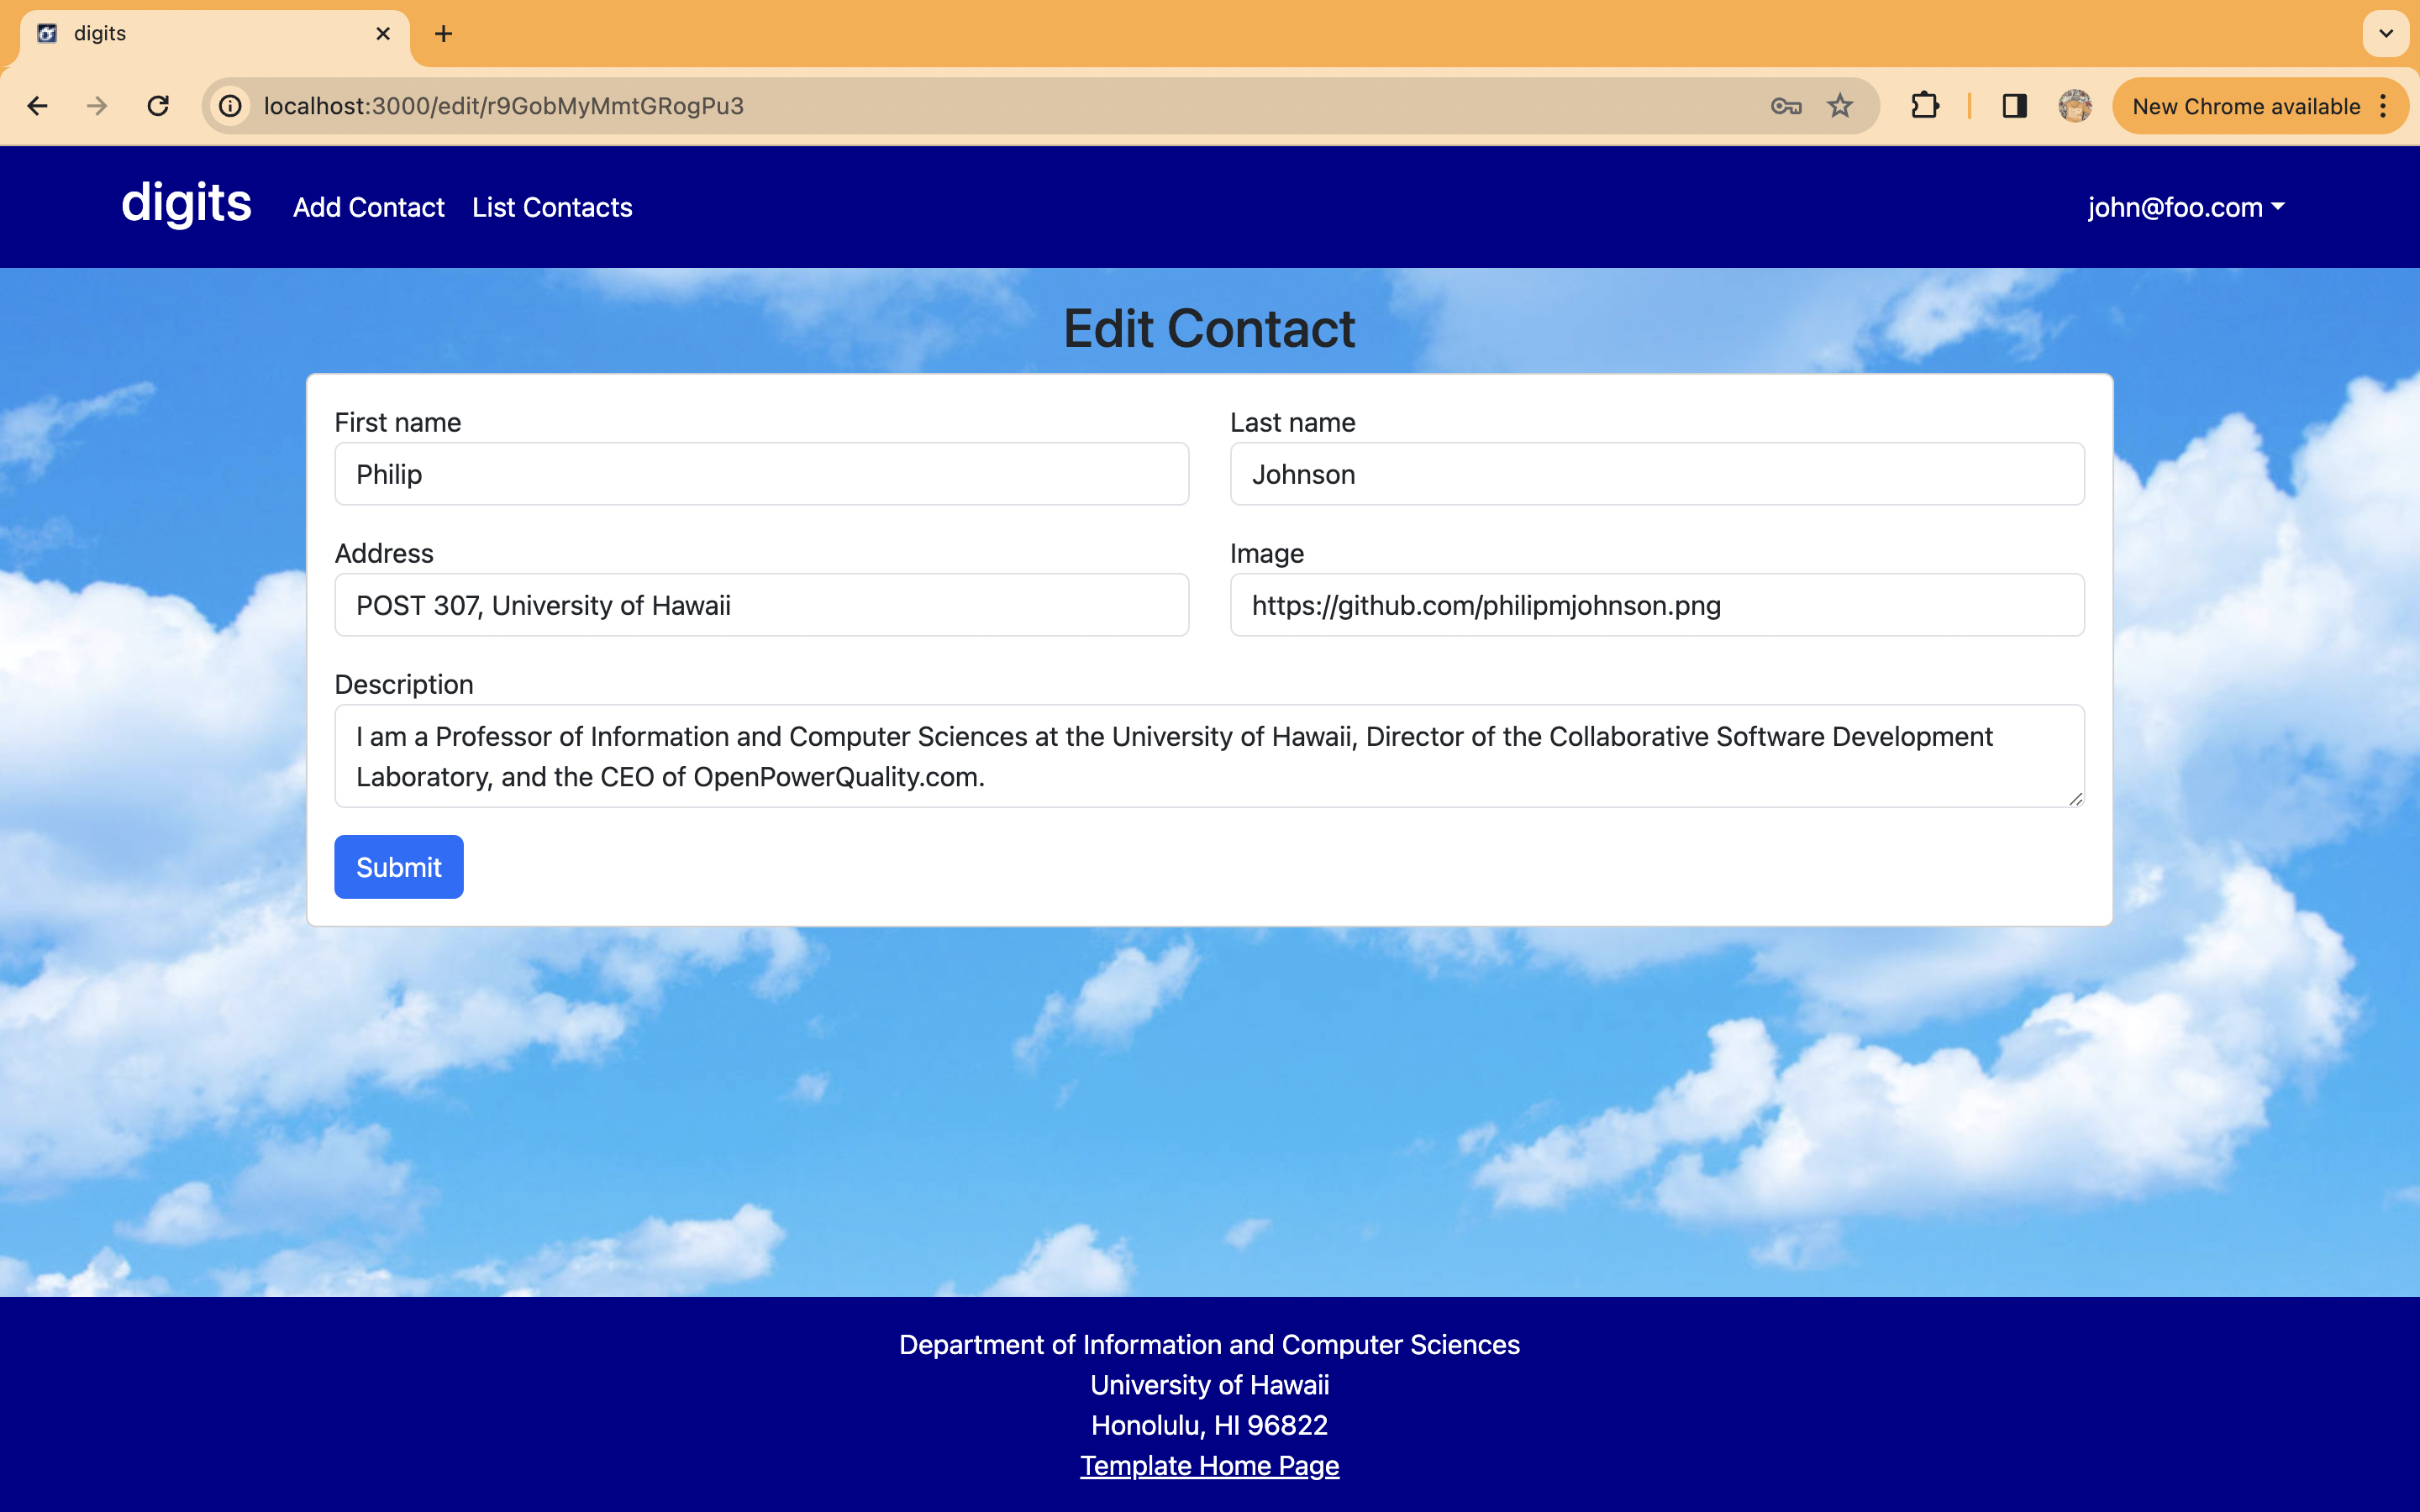 digits
localhost:3000/edit/r9GobMyMmtGRogPu3
New Chrome available
digits Add Contact List Contacts john@foo.com
Edit Contact
First name Last name
Philip Johnson
Address Image
POST 307, University of Hawaii https://github.com/philipmjohnson.png
Description
I am a Professor of Information and Computer Sciences at the University of Hawaii, Director of the Collaborative Software Development
Laboratory, and the CEO of OpenPowerQuality.com.
Submit
Department of Information and Computer Sciences
University of Hawaii
Honolulu, HI 96822
Template Home Page